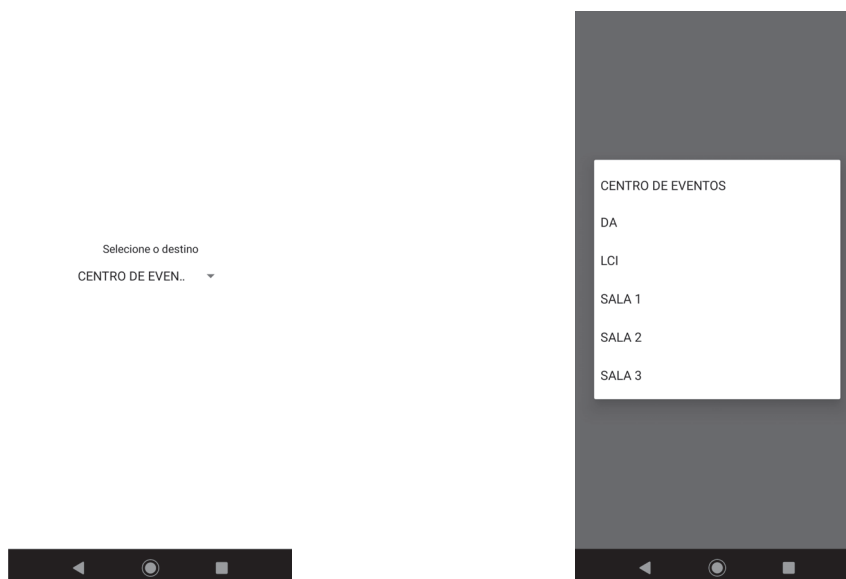 Selecione o destino
CENTRO DE EVEN..
CENTRO DE EVENTOS
DA
LCI
SALA 1
SALA 2
SALA 3